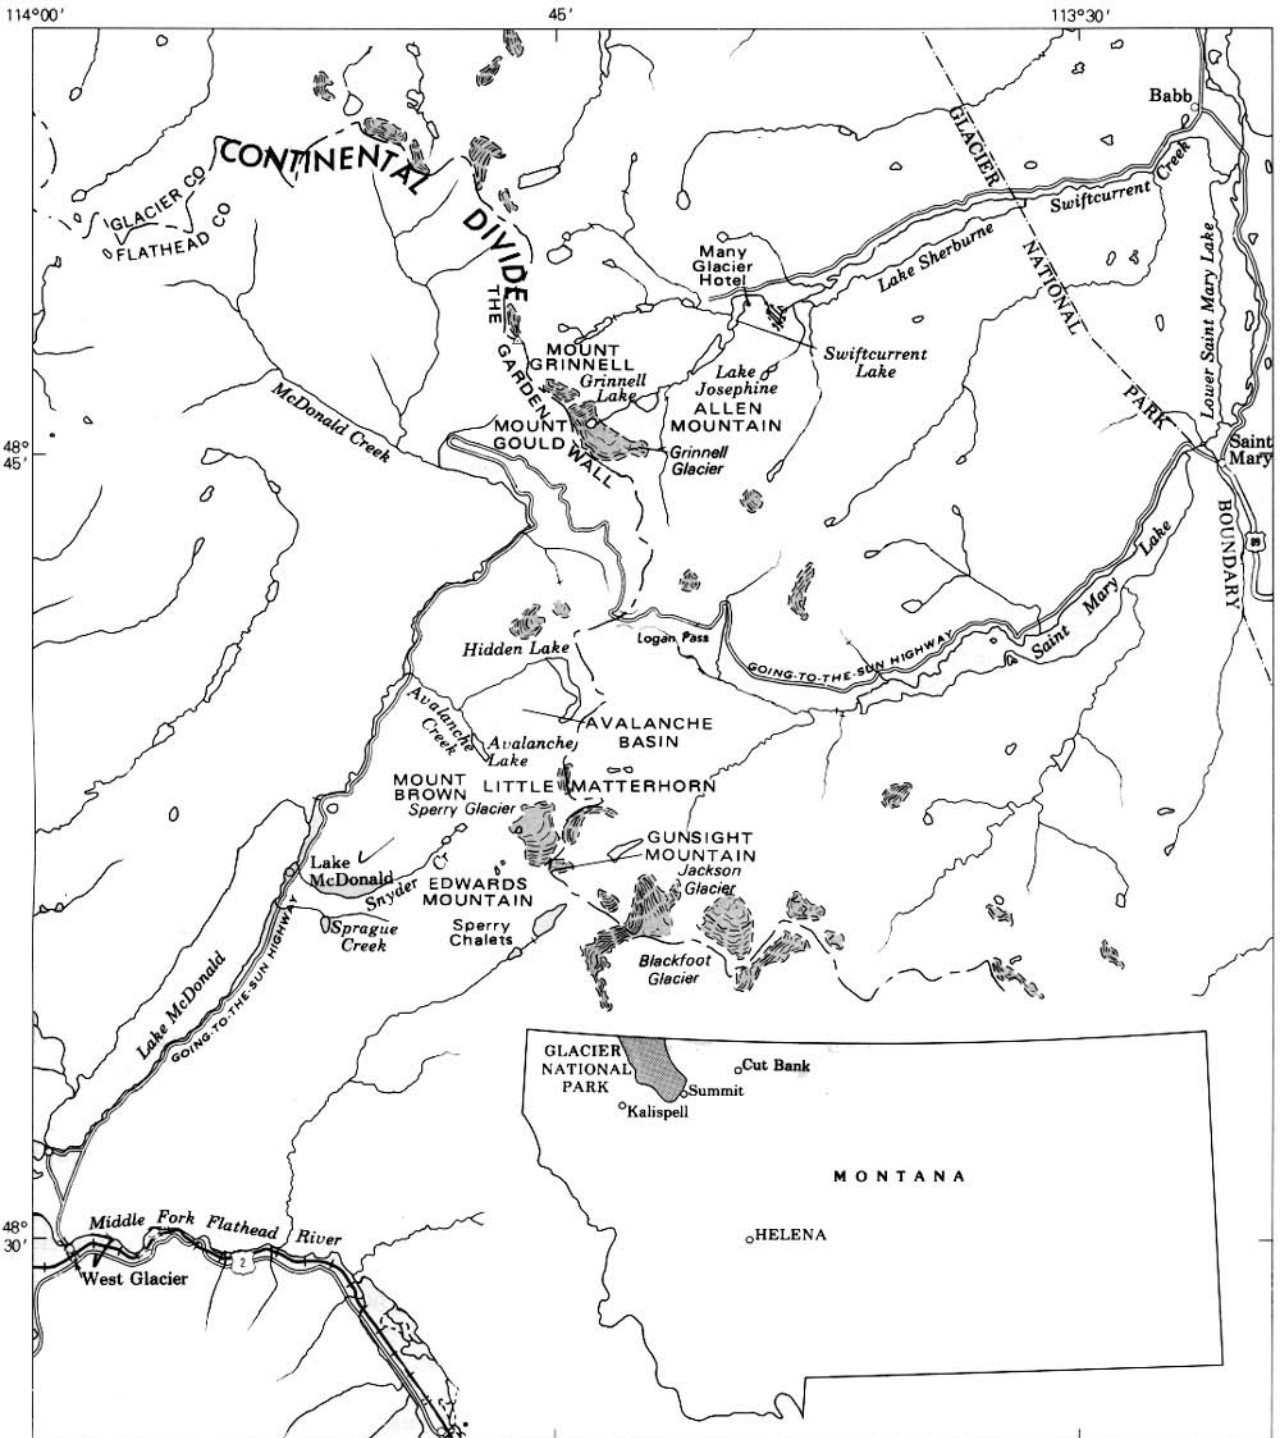 114°00'
45'
113°30'
Babb
CONTINENTAL
DIVIDE
GLACIER CO
FLATHEAD CO
GLACIER
NATIONAL
PARK
BOUNDARY
Swiftcurrent Creek
Many
Glacier
Hotel
Lake Sherburne
Lower Saint Mary Lake
THE
GARDEN
WALL
MOUNT
GRINNELL
Grinnell
Lake
Lake
Josephine
Swiftcurrent
Lake
ALLEN
MOUNTAIN
McDonald Creek
MOUNT
GOULD
Grinnell
Glacier
48°
45'
Saint
Mary
89
Hidden Lake
Logan Pass
GOING-TO-THE-SUN HIGHWAY
Saint Mary Lake
Avalanche
Creek
AVALANCHE
BASIN
Avalanche
Lake
MOUNT
BROWN
LITTLE MATTERHORN
Sperry Glacier
GUNSIGHT
MOUNTAIN
Jackson
Glacier
Lake
McDonald
Snyder Cr
EDWARDS
MOUNTAIN
Sprague
Creek
Sperry
Chalets
Blackfoot
Glacier
Lake McDonald
GOING-TO-THE-SUN HIGHWAY
GLACIER
NATIONAL
PARK
Cut Bank
Summit
Kalispell
MONTANA
HELENA
48°
30'
Middle Fork Flathead River
2
West Glacier